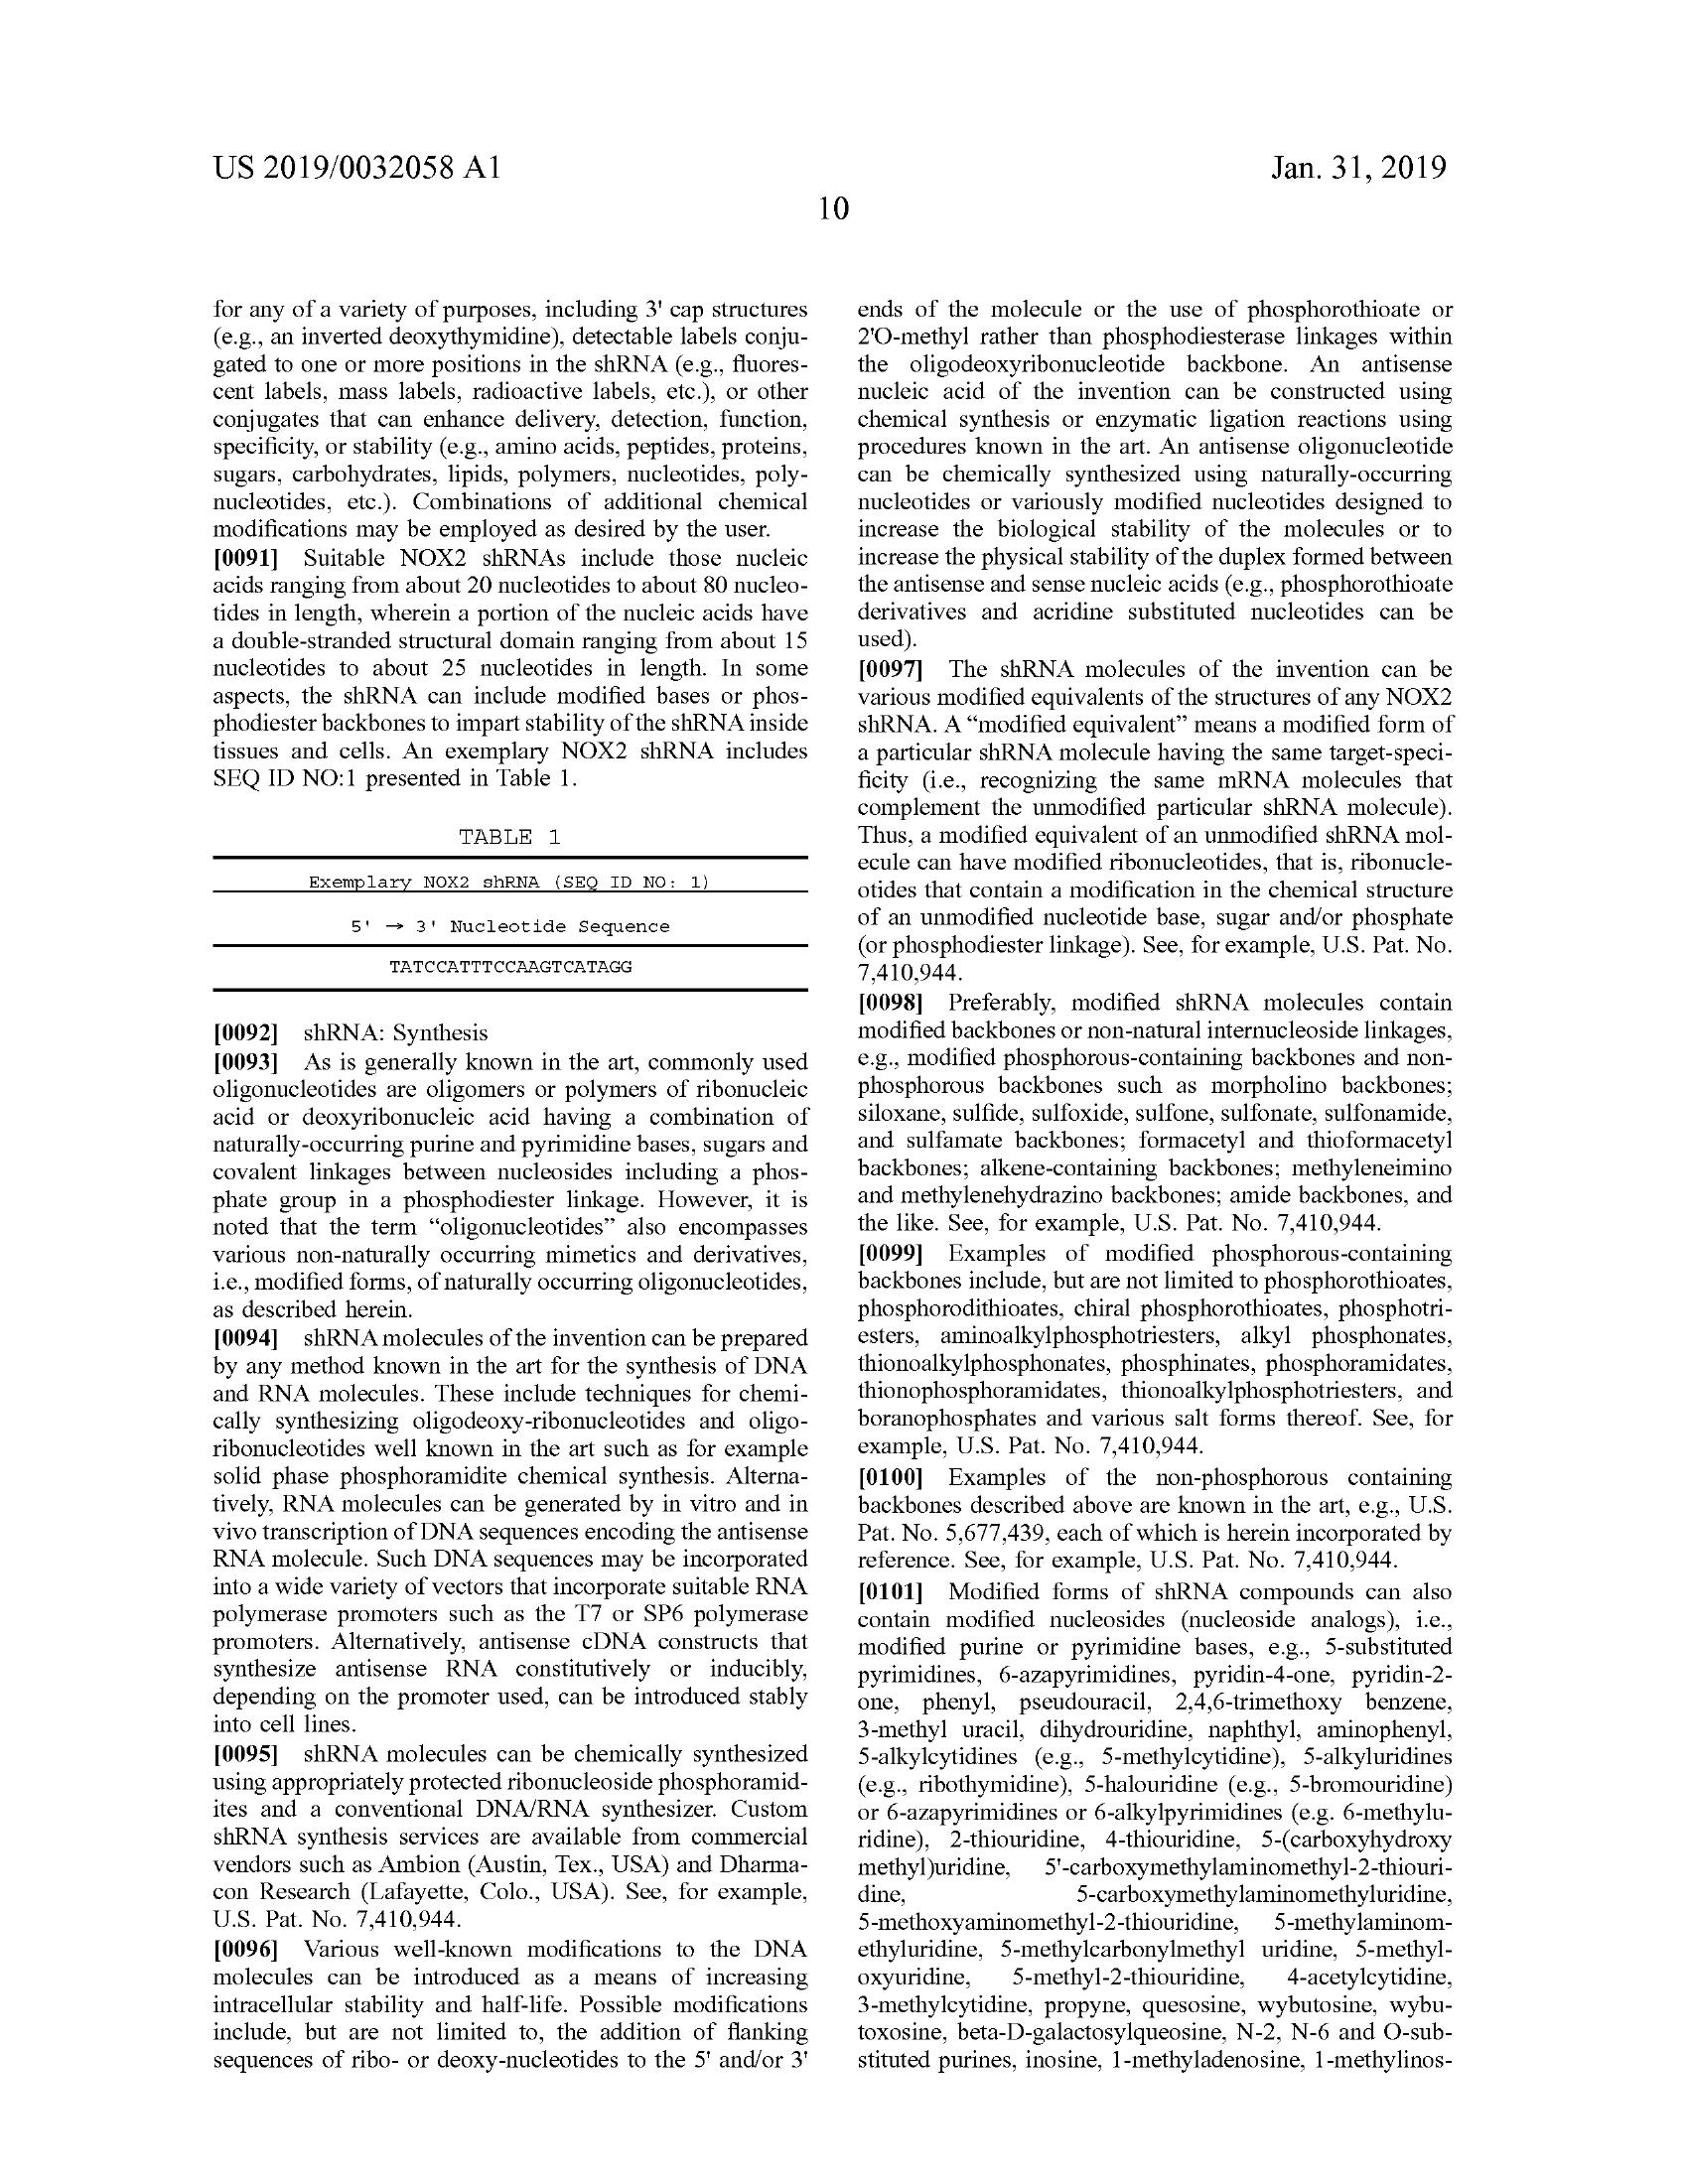 US 2019/0032058 A1
Jan. 31, 2019
10
for any of a variety of purposes, including 3' cap structures
(e.g., an inverted deoxythymidine), detectable labels conju-
gated to one or more positions in the shRNA (e.g., fluores-
cent labels, mass labels, radioactive labels, etc.), or other
conjugates that can enhance delivery, detection, function,
specificity, or stability (e.g., amino acids, peptides, proteins,
sugars, carbohydrates, lipids, polymers, nucleotides, poly-
nucleotides, etc.). Combinations of additional chemical
modifications may be employed as desired by the user.
[0091] Suitable NOX2 shRNAs include those nucleic
acids ranging from about 20 nucleotides to about 80 nucleo-
tides in length, wherein a portion of the nucleic acids have
a double-stranded structural domain ranging from about 15
nucleotides to about 25 nucleotides in length. In some
aspects, the shRNA can include modified bases or phos-
phodiester backbones to impart stability of the shRNA inside
tissues and cells. An exemplary NOX2 shRNA includes
SEQ ID NO:1 presented in Table 1.
TABLE 1
Exemplary NOX2 shRNA (SEQ ID NO: 1)
5' → 3' Nucleotide Sequence
TATCCATTTCCAAGTCATAGG
[0092] shRNA: Synthesis
[0093] As is generally known in the art, commonly used
oligonucleotides are oligomers or polymers of ribonucleic
acid or deoxyribonucleic acid having a combination of
naturally-occurring purine and pyrimidine bases, sugars and
covalent linkages between nucleosides including a phos-
phate group in a phosphodiester linkage. However, it is
noted that the term “oligonucleotides” also encompasses
various non-naturally occurring mimetics and derivatives,
i.e., modified forms, of naturally occurring oligonucleotides,
as described herein.
[0094] shRNA molecules of the invention can be prepared
by any method known in the art for the synthesis of DNA
and RNA molecules. These include techniques for chemi-
cally synthesizing oligodeoxy-ribonucleotides and oligo-
ribonucleotides well known in the art such as for example
solid phase phosphoramidite chemical synthesis. Alterna-
tively, RNA molecules can be generated by in vitro and in
vivo transcription of DNA sequences encoding the antisense
RNA molecule. Such DNA sequences may be incorporated
into a wide variety of vectors that incorporate suitable RNA
polymerase promoters such as the T7 or SP6 polymerase
promoters. Alternatively, antisense cDNA constructs that
synthesize antisense RNA constitutively or inducibly,
depending on the promoter used, can be introduced stably
into cell lines.
[0095] shRNA molecules can be chemically synthesized
using appropriately protected ribonucleoside phosphoramid-
ites and a conventional DNA/RNA synthesizer. Custom
shRNA synthesis services are available from commercial
vendors such as Ambion (Austin, Tex., USA) and Dharma-
con Research (Lafayette, Colo., USA). See, for example,
U.S. Pat. No. 7,410,944.
[0096] Various well-known modifications to the DNA
molecules can be introduced as a means of increasing
intracellular stability and half-life. Possible modifications
include, but are not limited to, the addition of flanking
sequences of ribo- or deoxy-nucleotides to the 5' and/or 3'
ends of the molecule or the use of phosphorothioate or
2'O-methyl rather than phosphodiesterase linkages within
the oligodeoxyribonucleotide backbone. An antisense
nucleic acid of the invention can be constructed using
chemical synthesis or enzymatic ligation reactions using
procedures known in the art. An antisense oligonucleotide
can be chemically synthesized using naturally-occurring
nucleotides or variously modified nucleotides designed to
increase the biological stability of the molecules or to
increase the physical stability of the duplex formed between
the antisense and sense nucleic acids (e.g., phosphorothioate
derivatives and acridine substituted nucleotides can be
used).
[0097] The shRNA molecules of the invention can be
various modified equivalents of the structures of any NOX2
shRNA. A “modified equivalent” means a modified form of
a particular shRNA molecule having the same target-speci-
ficity (i.e., recognizing the same mRNA molecules that
complement the unmodified particular shRNA molecule).
Thus, a modified equivalent of an unmodified shRNA mol-
ecule can have modified ribonucleotides, that is, ribonucle-
otides that contain a modification in the chemical structure
of an unmodified nucleotide base, sugar and/or phosphate
(or phosphodiester linkage). See, for example, U.S. Pat. No.
7,410,944.
[0098] Preferably, modified shRNA molecules contain
modified backbones or non-natural internucleoside linkages,
e.g., modified phosphorous-containing backbones and non-
phosphorous backbones such as morpholino backbones;
siloxane, sulfide, sulfoxide, sulfone, sulfonate, sulfonamide,
and sulfamate backbones; formacetyl and thioformacetyl
backbones; alkene-containing backbones; methyleneimino
and methylenehydrazino backbones; amide backbones, and
the like. See, for example, U.S. Pat. No. 7,410,944.
[0099] Examples of modified phosphorous-containing
backbones include, but are not limited to phosphorothioates,
phosphorodithioates, chiral phosphorothioates, phosphotri-
esters, aminoalkylphosphotriesters, alkyl phosphonates,
thionoalkylphosphonates, phosphinates, phosphoramidates,
thionophosphoramidates, thionoalkylphosphotriesters, and
boranophosphates and various salt forms thereof. See, for
example, U.S. Pat. No. 7,410,944.
[0100] Examples of the non-phosphorous containing
backbones described above are known in the art, e.g., U.S.
Pat. No. 5,677,439, each of which is herein incorporated by
reference. See, for example, U.S. Pat. No. 7,410,944.
[0101] Modified forms of shRNA compounds can also
contain modified nucleosides (nucleoside analogs), i.e.,
modified purine or pyrimidine bases, e.g., 5-substituted
pyrimidines, 6-azapyrimidines, pyridin-4-one, pyridin-2-
one, phenyl, pseudouracil, 2,4,6-trimethoxy benzene,
3-methyl uracil, dihydrouridine, naphthyl, aminophenyl,
5-alkylcytidines (e.g., 5-methylcytidine), 5-alkyluridines
(e.g., ribothymidine), 5-halouridine (e.g., 5-bromouridine)
or 6-azapyrimidines or 6-alkylpyrimidines (e.g. 6-methylu-
ridine), 2-thiouridine, 4-thiouridine, 5-(carboxyhydroxy
methyl)uridine, 5'-carboxymethylaminomethyl-2-thiouri-
dine, 5-carboxymethylaminomethyluridine,
5-methoxyaminomethyl-2-thiouridine, 5-methylaminom-
ethyluridine, 5-methylcarbonylmethyl uridine, 5-methyl-
oxyuridine, 5-methyl-2-thiouridine, 4-acetylcytidine,
3-methylcytidine, propyne, quesosine, wybutosine, wybu-
toxosine, beta-D-galactosylqueosine, N-2, N-6 and O-sub-
stituted purines, inosine, 1-methyladenosine, 1-methylinos-